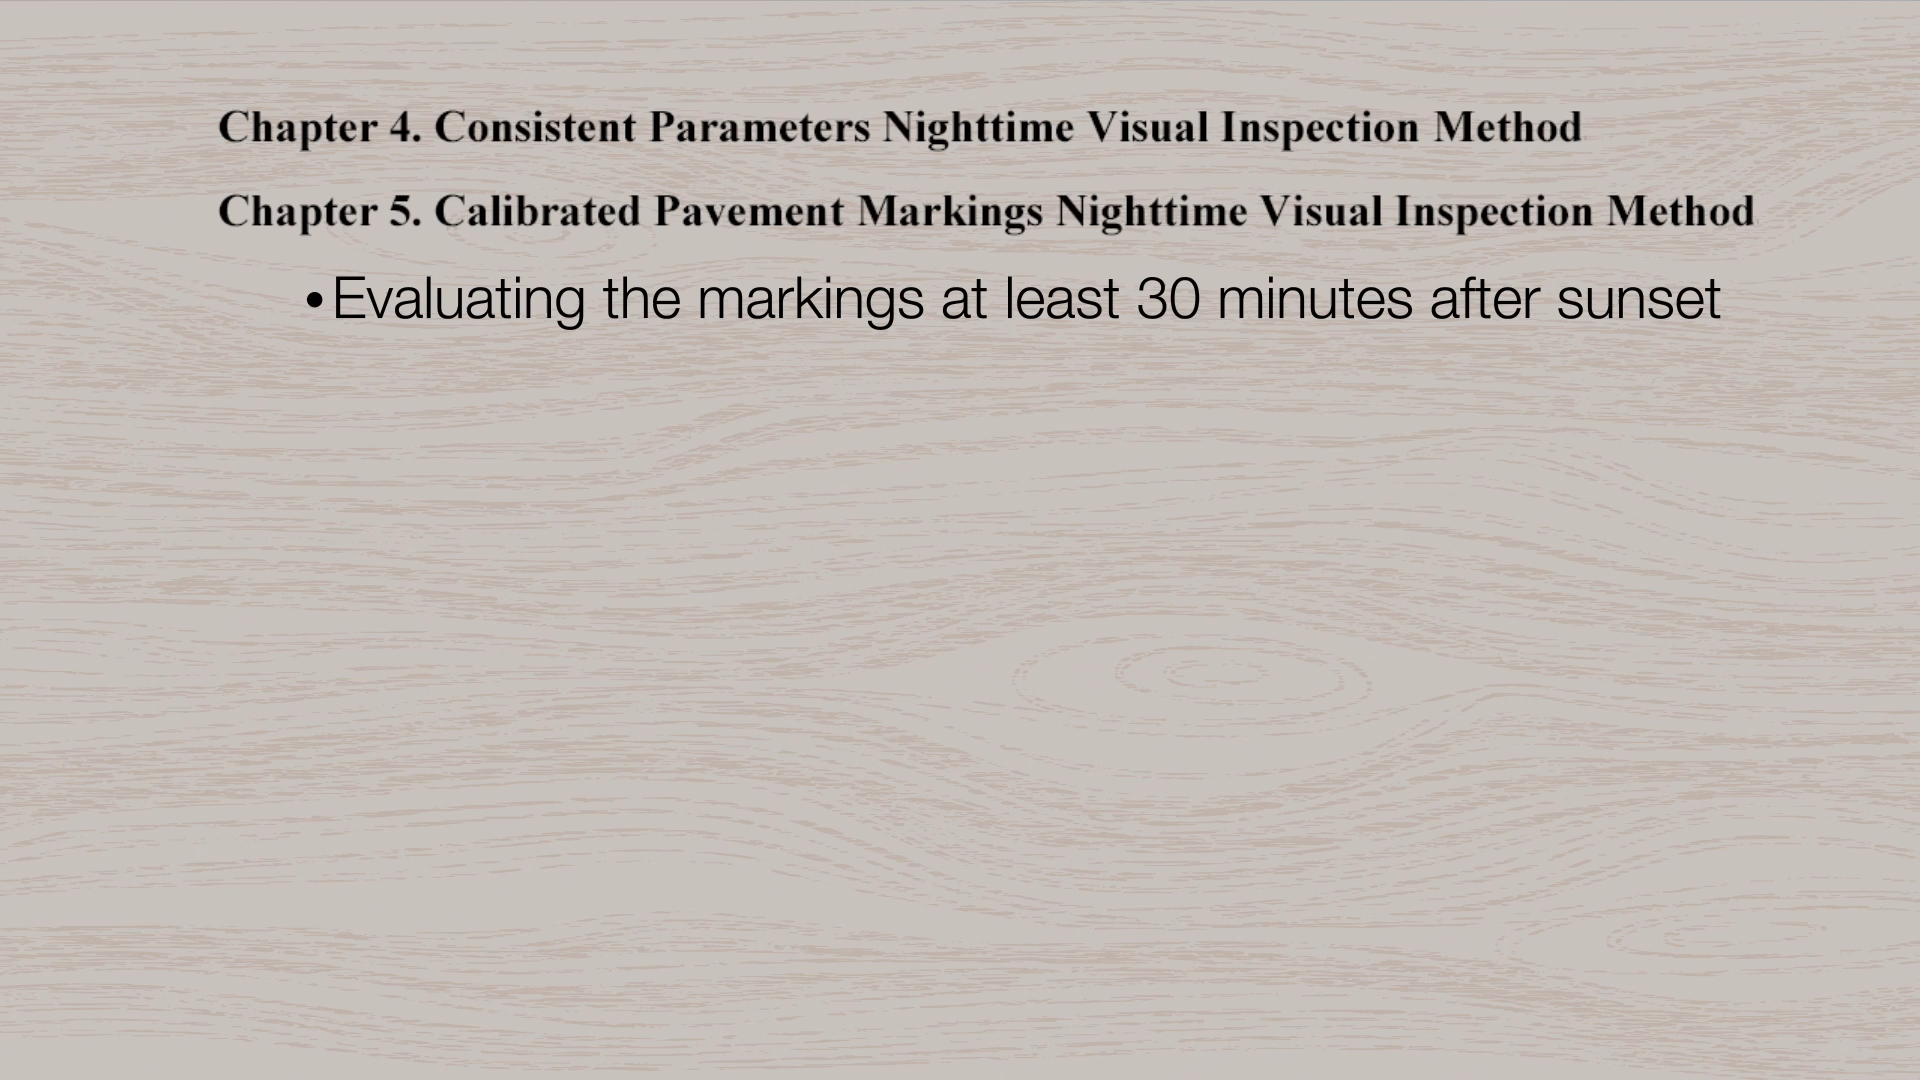 Chapter 4. Consistent Parameters Nighttime Visual Inspection Method
Chapter 5. Calibrated Pavement Markings Nighttime Visual Inspection Method
•Evaluating the markings at least 30 minutes after sunset